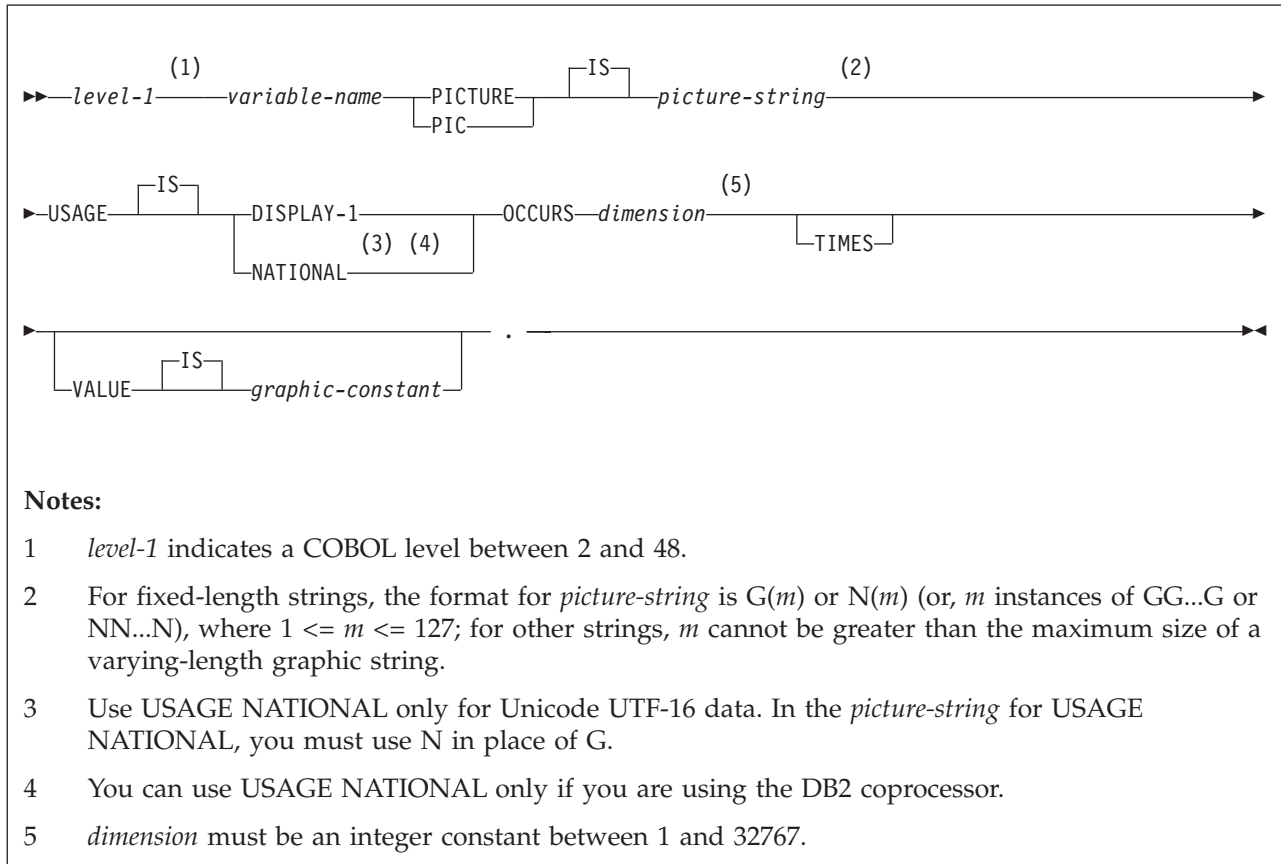 (1) IS (2)
level-1 variable-name PICTURE picture-string
PIC
IS (5)
USAGE DISPLAY-1 OCCURS dimension
(3) (4) TIMES
NATIONAL
.
IS
VALUE graphic-constant
Notes:
1 level-1 indicates a COBOL level between 2 and 48.
2 For fixed-length strings, the format for picture-string is G(m) or N(m) (or, m instances of GG...G or
NN...N), where 1 <= m <= 127; for other strings, m cannot be greater than the maximum size of a
varying-length graphic string.
3 Use USAGE NATIONAL only for Unicode UTF-16 data. In the picture-string for USAGE
NATIONAL, you must use N in place of G.
4 You can use USAGE NATIONAL only if you are using the DB2 coprocessor.
5 dimension must be an integer constant between 1 and 32767.